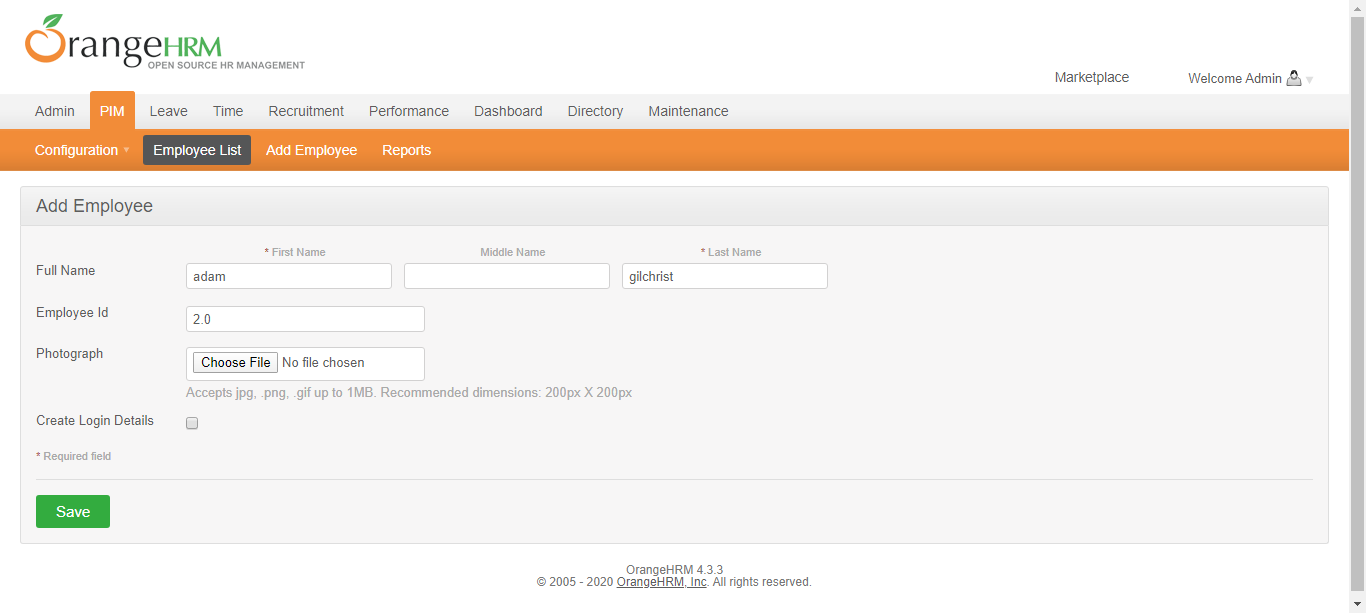 OrangeHRM
OPEN SOURCE HR MANAGEMENT
Marketplace Welcome Admin
Admin PIM Leave Time Recruitment Performance Dashboard Directory Maintenance
Configuration Employee List Add Employee Reports
Add Employee
* First Name Middle Name * Last Name
Full Name adam gilchrist
Employee Id 2.0
Photograph Choose File No file chosen
Accepts jpg, .png, .gif up to 1MB. Recommended dimensions: 200px X 200px
Create Login Details
* Required field
Save
OrangeHRM 4.3.3
© 2005 - 2020 OrangeHRM, Inc. All rights reserved.